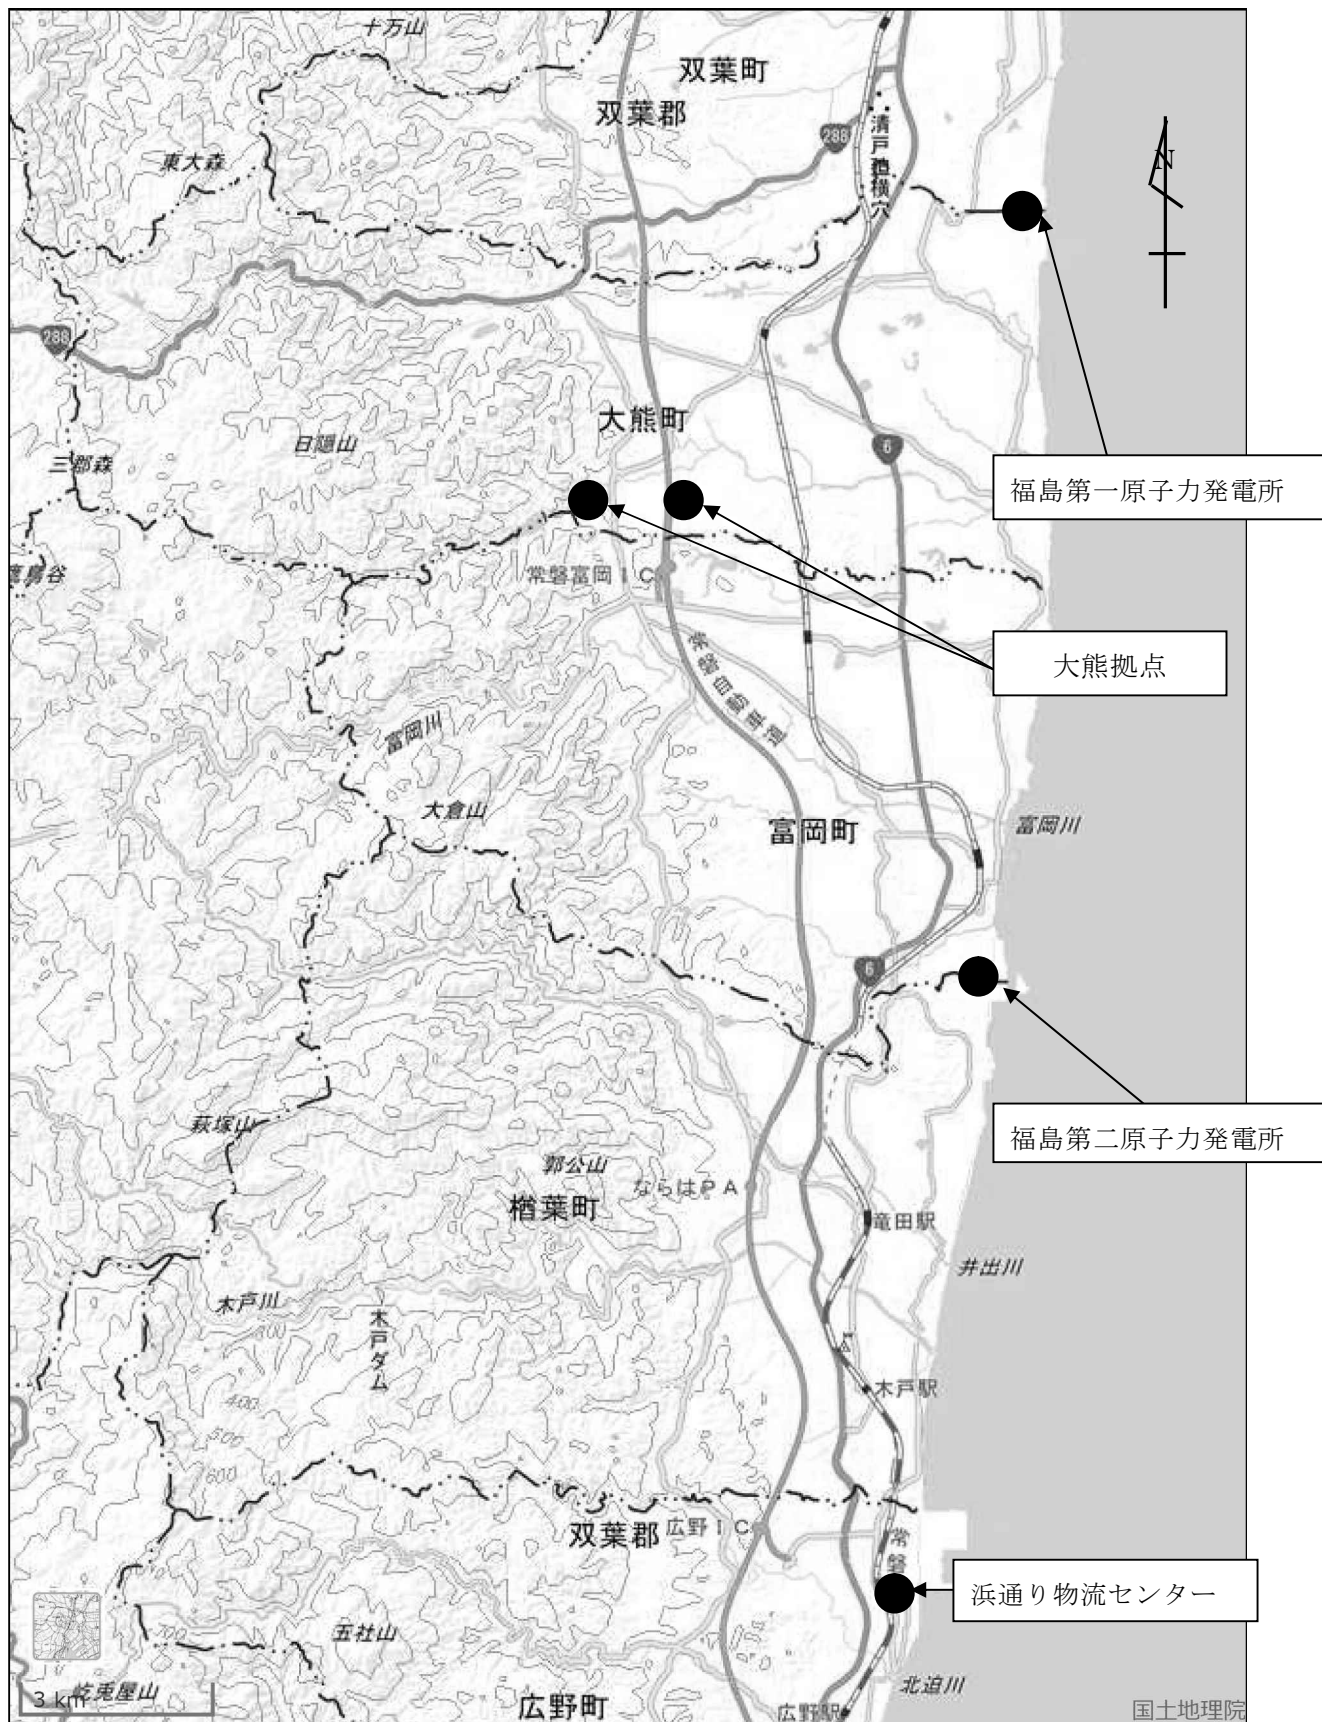 十万山
双葉町
双葉郡
288
清戸廹横穴
東大森
N
288
大熊町
日隠山
三郡森
6
福島第一原子力発電所
常磐富岡IC
大熊拠点
常磐自動車道
富岡川
大倉山
富岡町
富岡川
6
萩塚山
福島第二原子力発電所
郭公山
ならはPA
楢葉町
竜田駅
井出川
木戸川
木戸ダム
木戸駅
400
500
600
双葉郡
広野IC
常磐
浜通り物流センター
五社山
700
北迫川
3 km
屹兎屋山
広野町
広野駅
国土地理院